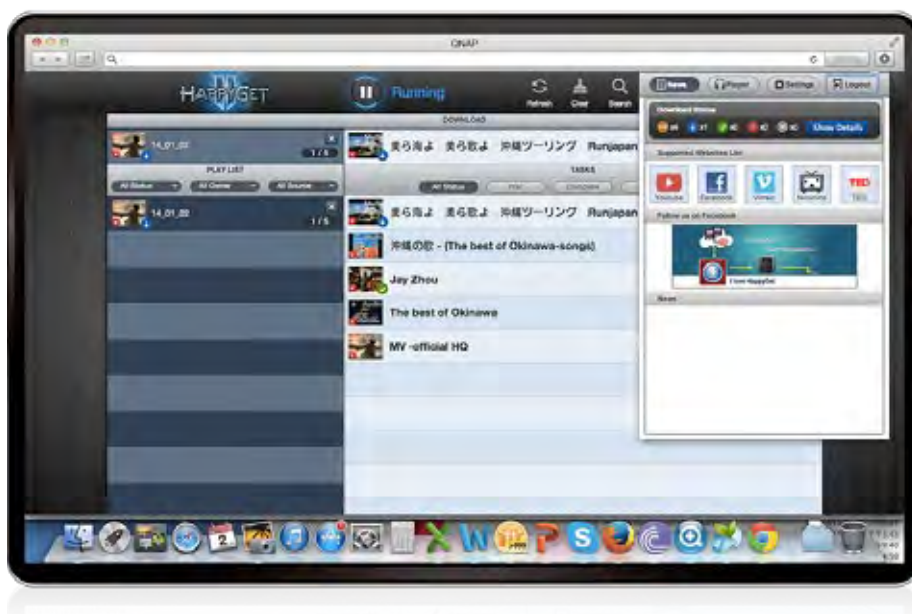 QNAP
HAPPYGET
Running
Refresh
Clear
Search
News
Player
Settings
Logout
DOWNLOAD
Show Details
14_01_02
1 / 5
美ら海よ 美ら歌よ 沖縄ツーリング Runjapan
PLAY LIST
TASKS
All Status
All Genre
All Source
All Status
Complete
Supported Websites List
Youtube
Facebook
Vimeo
TED
Follow us on Facebook
14_01_02
1 / 5
美ら海よ 美ら歌よ 沖縄ツーリング Runjapan
沖縄の歌 - (The best of Okinawa-songs)
I love HappyGet
Jay Zhou
News
The best of Okinawa
MV -official HQ